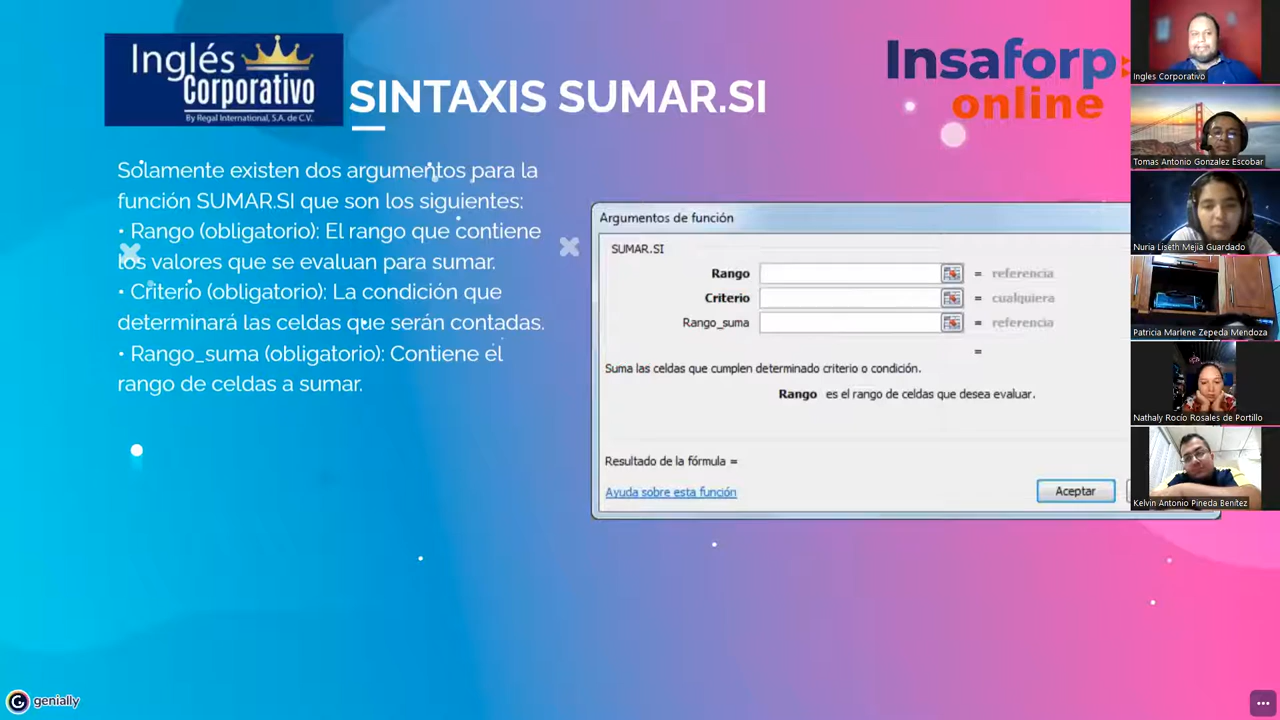 Inglés
Corporativo
By Regal International, S.A. de C.V.
SINTAXIS SUMAR.SI
Insaforp
online
Solamente existen dos argumentos para la
función SUMAR.SI que son los siguientes:
• Rango (obligatorio): El rango que contiene
los valores que se evaluan para sumar.
• Criterio (obligatorio): La condición que
determinará las celdas que serán contadas.
• Rango_suma (obligatorio): Contiene el
rango de celdas a sumar.
Argumentos de función
SUMAR.SI
Rango = referencia
Criterio = cualquiera
Rango_suma = referencia
=
Suma las celdas que cumplen determinado criterio o condición.
Rango es el rango de celdas que desea evaluar.
Resultado de la fórmula =
Ayuda sobre esta función
Aceptar
Ingles Corporativo
Tomas Antonio Gonzalez Escobar
Nuria Liseth Mejia Guardado
Patricia Marlene Zepeda Mendoza
Nathaly Rocío Rosales de Portillo
Kelvin Antonio Pineda Benítez
genially